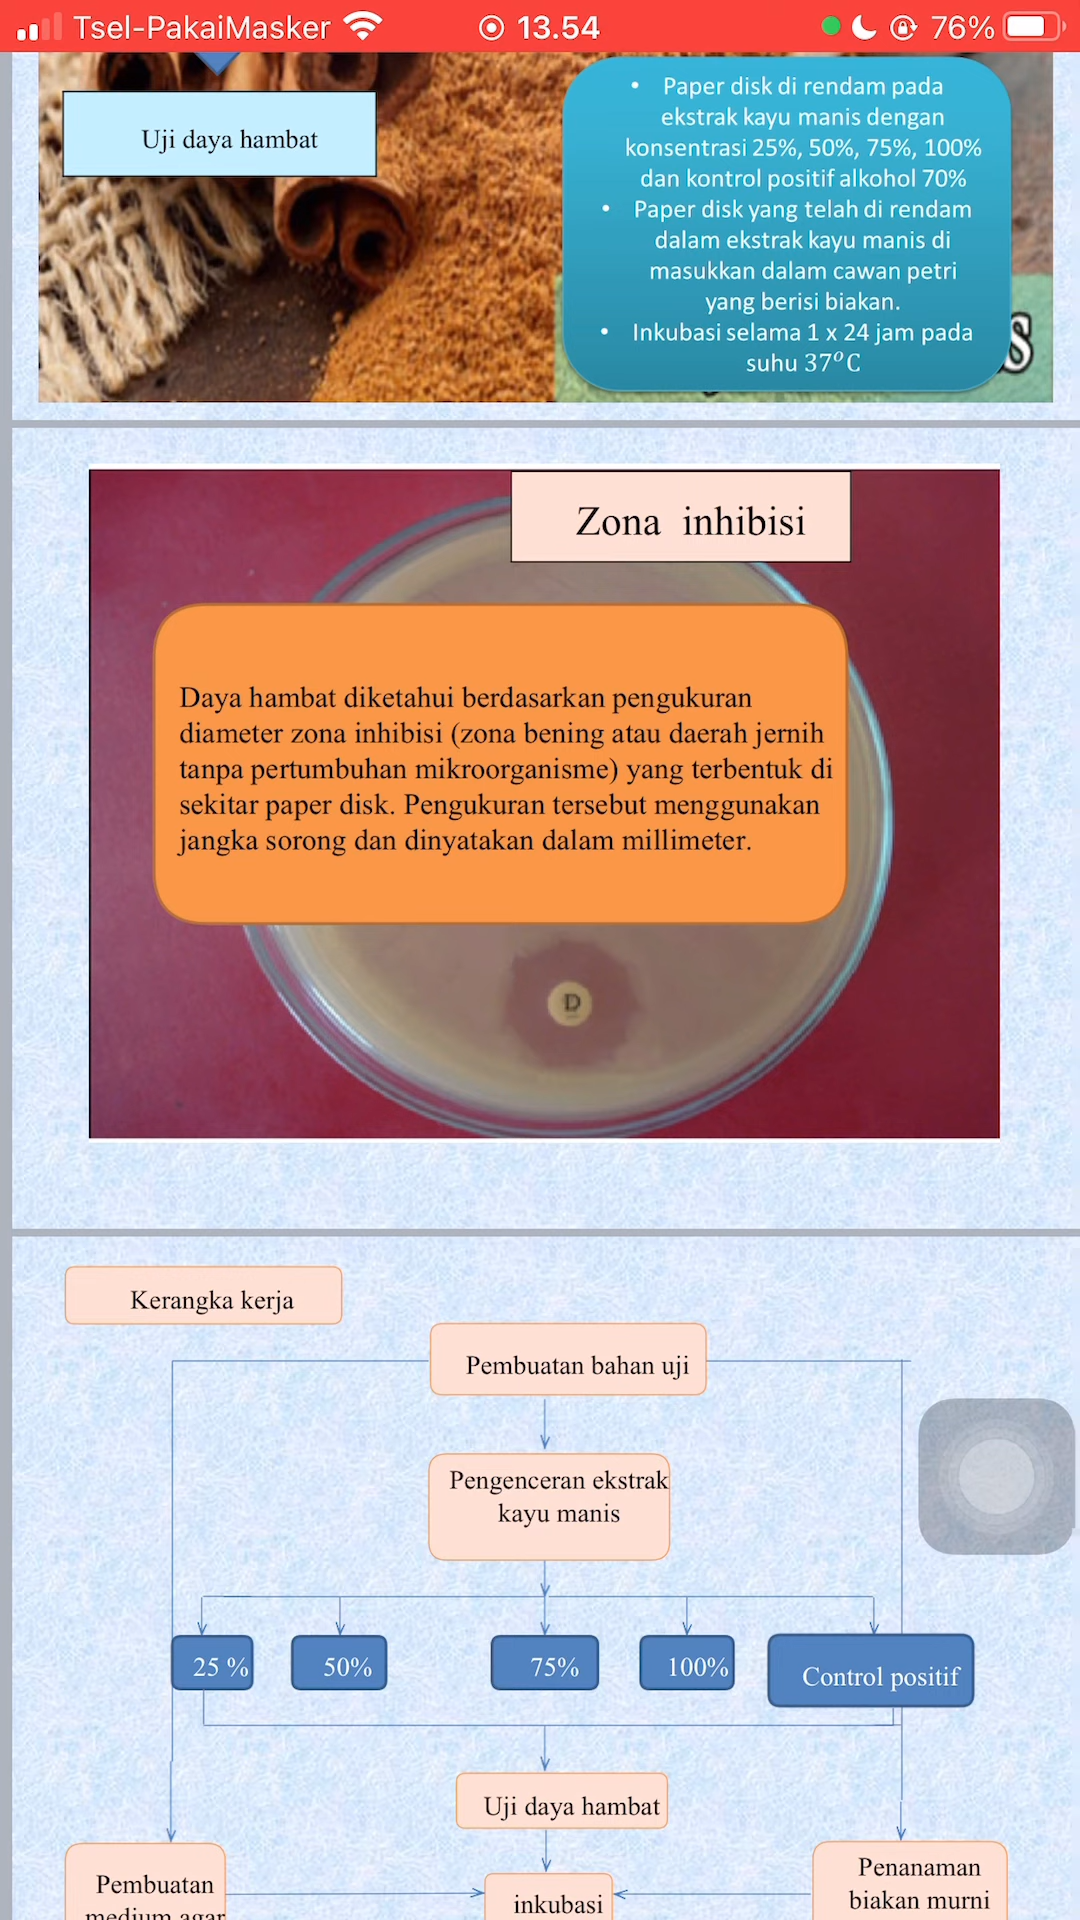 Tsel-PakaiMasker
13.54
76%
Uji daya hambat
• Paper disk di rendam pada
ekstrak kayu manis dengan
konsentrasi 25%, 50%, 75%, 100%
dan kontrol positif alkohol 70%
• Paper disk yang telah di rendam
dalam ekstrak kayu manis di
masukkan dalam cawan petri
yang berisi biakan.
• Inkubasi selama 1 x 24 jam pada
suhu 37°C
Zona inhibisi
Daya hambat diketahui berdasarkan pengukuran
diameter zona inhibisi (zona bening atau daerah jernih
tanpa pertumbuhan mikroorganisme) yang terbentuk di
sekitar paper disk. Pengukuran tersebut menggunakan
jangka sorong dan dinyatakan dalam millimeter.
D
Kerangka kerja
Pembuatan bahan uji
Pengenceran ekstrak
kayu manis
25 %
50%
75%
100%
Control positif
Uji daya hambat
Pembuatan
medium agar
inkubasi
Penanaman
biakan murni